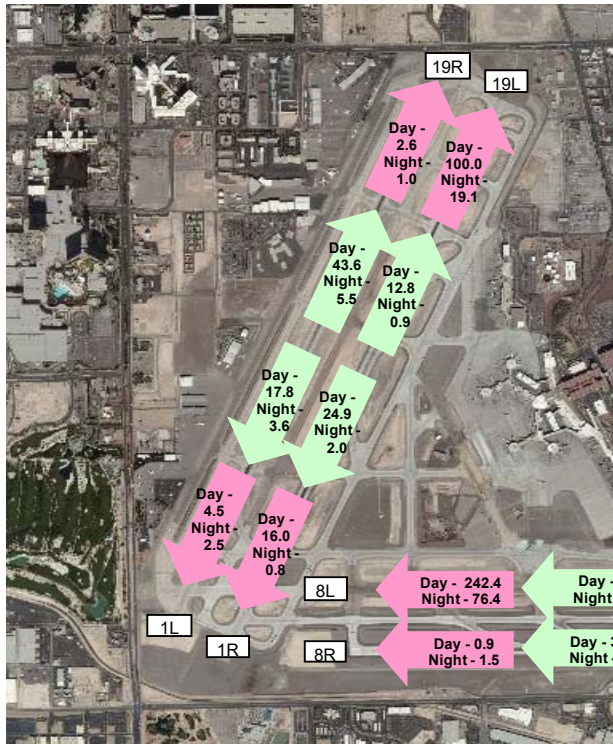 19R
19L
Day -
2.6
Night -
1.0
Day -
100.0
Night -
19.1
Day -
43.6
Night -
5.5
Day -
12.8
Night -
0.9
Day -
17.8
Night -
3.6
Day -
24.9
Night -
2.0
Day -
4.5
Night -
2.5
Day -
16.0
Night -
0.8
8L
Day - 242.4
Night - 76.4
Day -
Night
1L
1R
8R
Day - 0.9
Night - 1.5
Day - 3
Night -